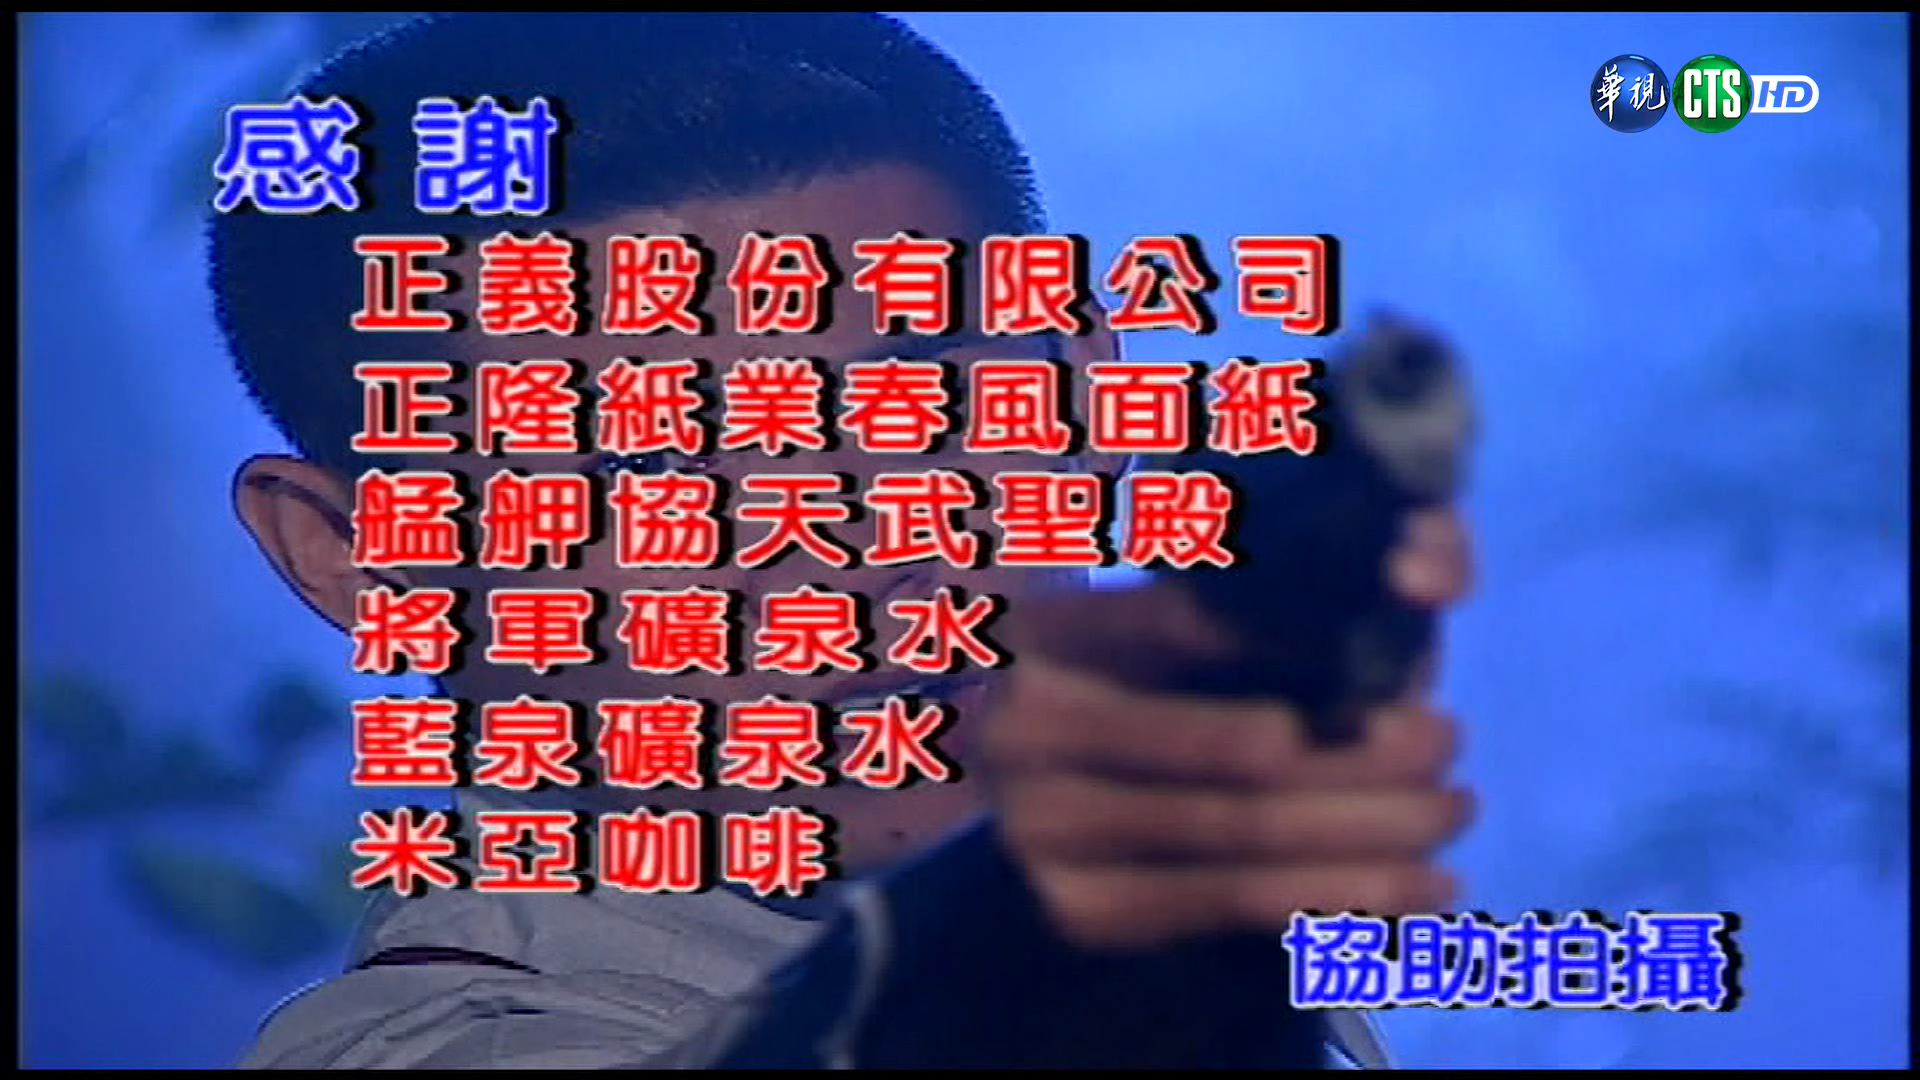 華視 CTS HD
感謝
正義股份有限公司
正隆紙業春風面紙
艋舺協天武聖殿
將軍礦泉水
藍泉礦泉水
米亞咖啡
協助拍攝